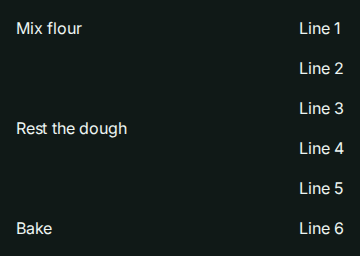 Mix flour Line 1
Line 2
Line 3
Rest the dough
Line 4
Line 5
Bake Line 6